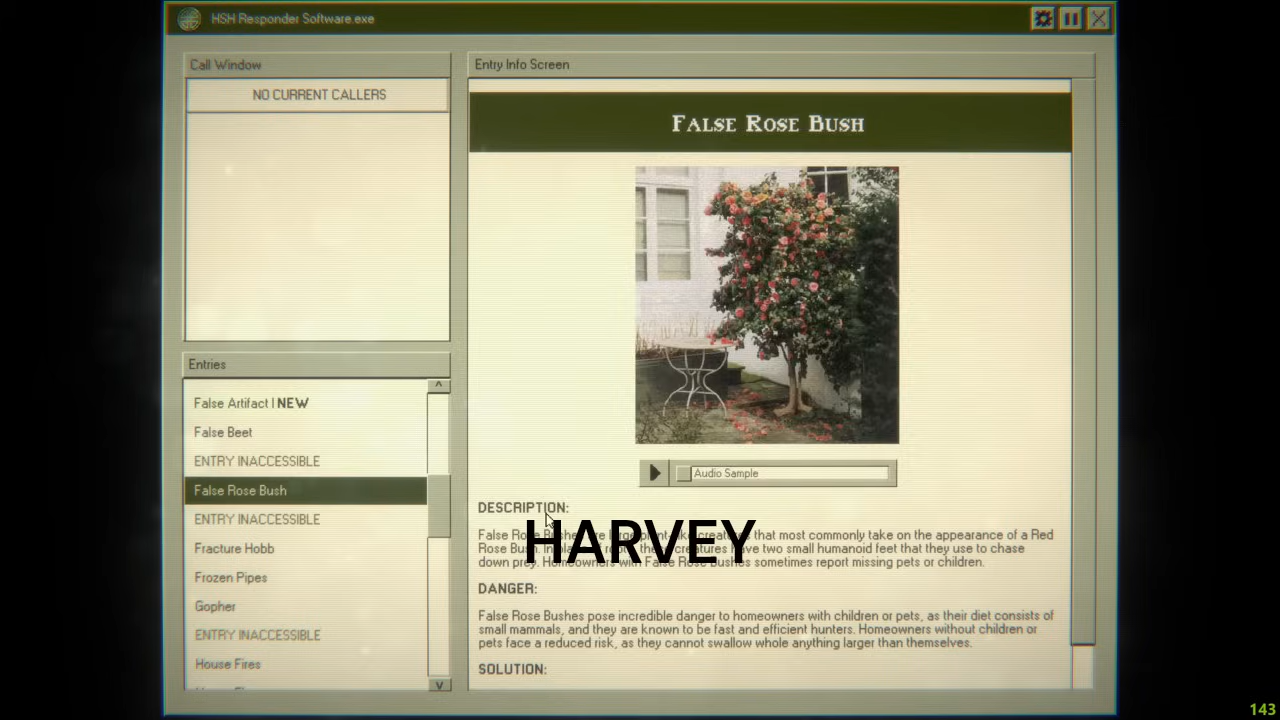 HSH Responder Software.exe
Call Window
NO CURRENT CALLERS
Entries
False Artifact | NEW
False Beet
ENTRY INACCESSIBLE
False Rose Bush
ENTRY INACCESSIBLE
Fracture Hobb
Frozen Pipes
Gopher
ENTRY INACCESSIBLE
House Fires
Entry Info Screen
False Rose Bush
Audio Sample
DESCRIPTION:
False Rose that most commonly take on the appearance of a Red
Rose have two small humanoid feet that they use to chase
down prey. Homeowners with False Rose Bushes sometimes report missing pets or children.
HARVEY
DANGER:
False Rose Bushes pose incredible danger to homeowners with children or pets, as their diet consists of
small mammals, and they are known to be fast and efficient hunters. Homeowners without children or
pets face a reduced risk, as they cannot swallow whole anything larger than themselves.
SOLUTION:
143